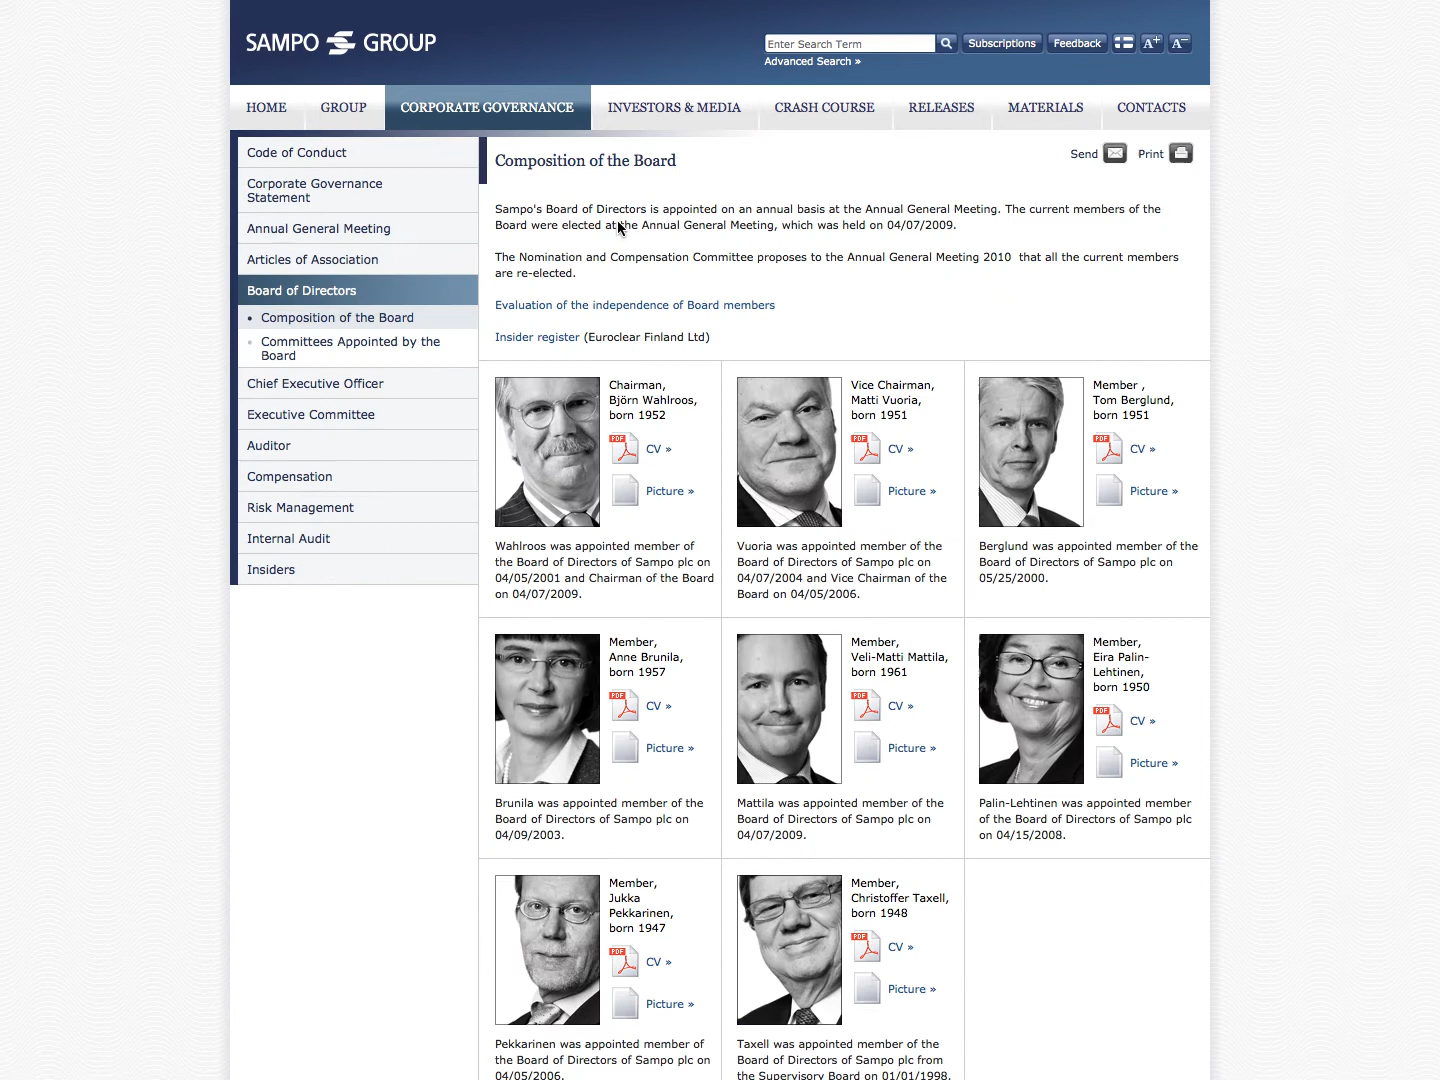 SAMPO GROUP
Enter Search Term
Subscriptions
Feedback
A+
A−
Advanced Search »
HOME
GROUP
CORPORATE GOVERNANCE
INVESTORS & MEDIA
CRASH COURSE
RELEASES
MATERIALS
CONTACTS
Code of Conduct
Corporate Governance
Statement
Annual General Meeting
Articles of Association
Board of Directors
• Composition of the Board
• Committees Appointed by the
Board
Chief Executive Officer
Executive Committee
Auditor
Compensation
Risk Management
Internal Audit
Insiders
Composition of the Board
Send
Print
Sampo's Board of Directors is appointed on an annual basis at the Annual General Meeting. The current members of the
Board were elected at the Annual General Meeting, which was held on 04/07/2009.
The Nomination and Compensation Committee proposes to the Annual General Meeting 2010 that all the current members
are re-elected.
Evaluation of the independence of Board members
Insider register (Euroclear Finland Ltd)
Chairman,
Björn Wahlroos,
born 1952
PDF
CV »
Picture »
Wahlroos was appointed member of
the Board of Directors of Sampo plc on
04/05/2001 and Chairman of the Board
on 04/07/2009.
Vice Chairman,
Matti Vuoria,
born 1951
PDF
CV »
Picture »
Vuoria was appointed member of the
Board of Directors of Sampo plc on
04/07/2004 and Vice Chairman of the
Board on 04/05/2006.
Member ,
Tom Berglund,
born 1951
PDF
CV »
Picture »
Berglund was appointed member of the
Board of Directors of Sampo plc on
05/25/2000.
Member,
Anne Brunila,
born 1957
PDF
CV »
Picture »
Brunila was appointed member of the
Board of Directors of Sampo plc on
04/09/2003.
Member,
Veli-Matti Mattila,
born 1961
PDF
CV »
Picture »
Mattila was appointed member of the
Board of Directors of Sampo plc on
04/07/2009.
Member,
Eira Palin-
Lehtinen,
born 1950
PDF
CV »
Picture »
Palin-Lehtinen was appointed member
of the Board of Directors of Sampo plc
on 04/15/2008.
Member,
Jukka
Pekkarinen,
born 1947
PDF
CV »
Picture »
Pekkarinen was appointed member of
the Board of Directors of Sampo plc on
04/05/2006.
Member,
Christoffer Taxell,
born 1948
PDF
CV »
Picture »
Taxell was appointed member of the
Board of Directors of Sampo plc from
the Supervisory Board on 01/01/1998.